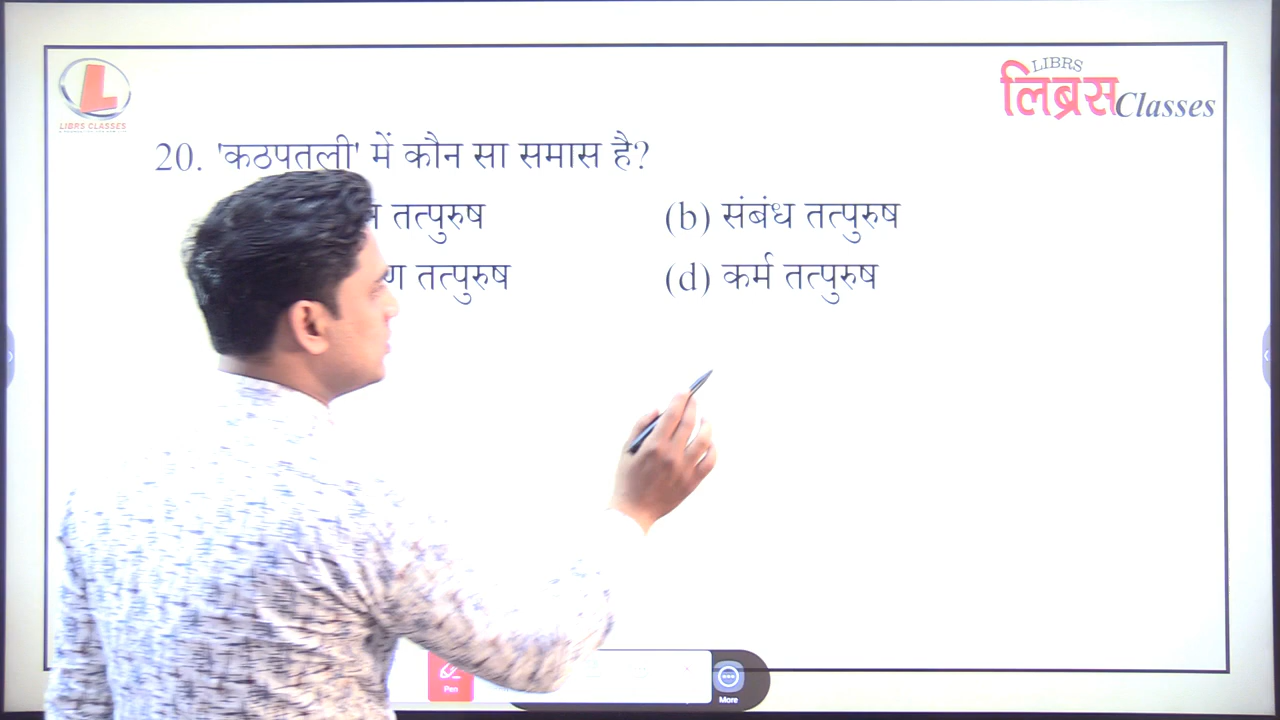 L
LIBRS CLASSES
LIBRS
लिब्रस Classes
20. 'कठपतली' में कौन सा समास है?
तत्पुरुष
(b) संबंध तत्पुरुष
तत्पुरुष
(d) कर्म तत्पुरुष
Pen
More